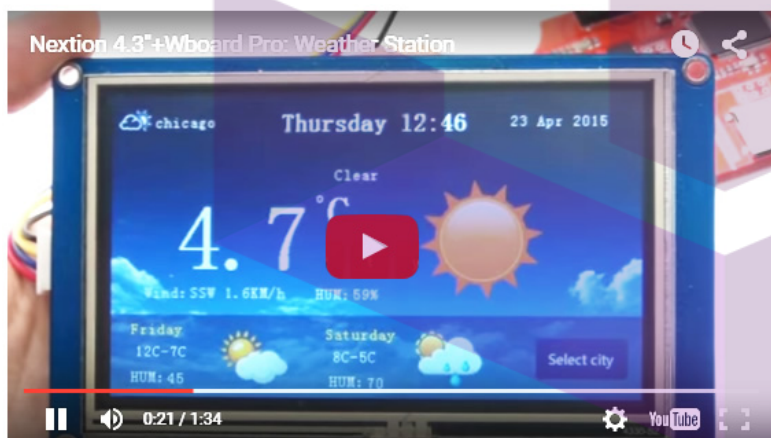 Nextion 4.3"+Wboard Pro: Weather Station
chicago Thursday 12:46 23 Apr 2015
Clear
4.7 °C
Wind: SSW 1.6KM/h HUM: 59%
Friday Saturday
12C-7C 8C-5C
HUM: 45 HUM: 70
Select city
0:21 / 1:34 YouTube